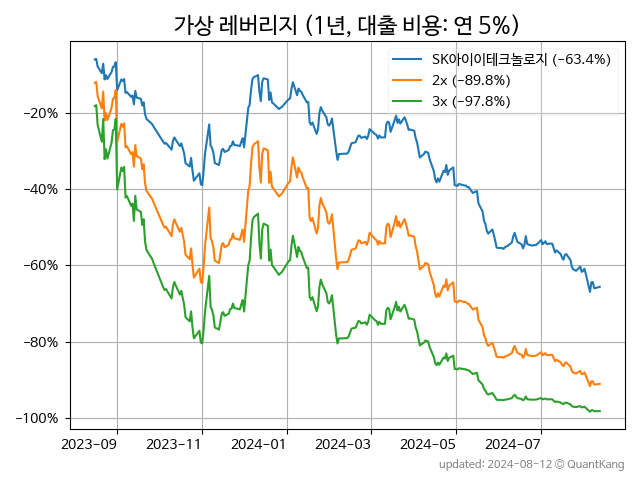 가상 레버리지 (1년, 대출 비용: 연 5%)
SK아이이테크놀로지 (−63.4%)
2x (−89.8%)
3x (−97.8%)
−20%
−40%
−60%
−80%
−100%
2023-09 2023-11 2024-01 2024-03 2024-05 2024-07
updated: 2024-08-12 © QuantKang